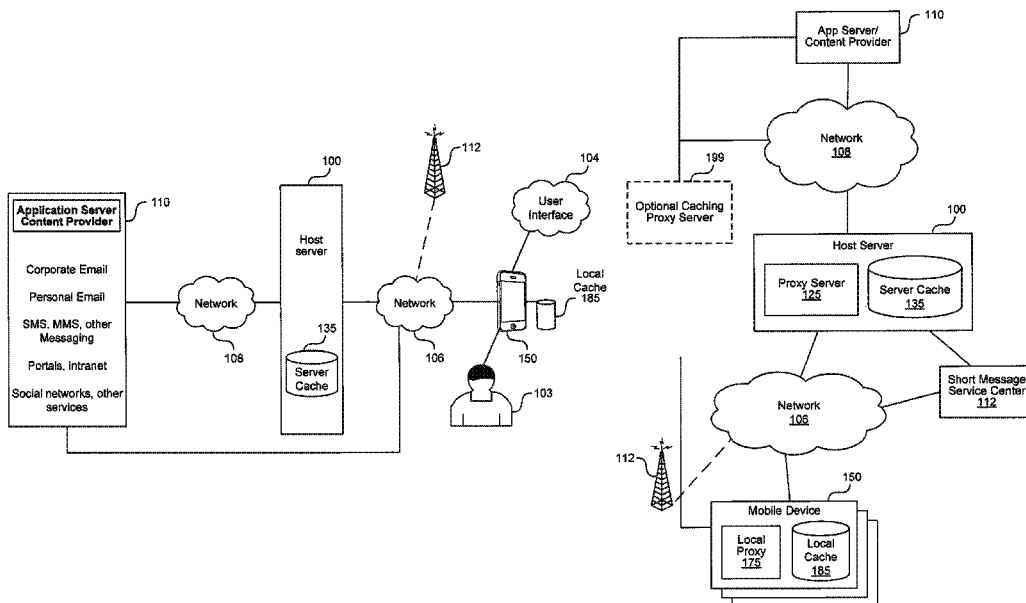 110
Application Server
Content Provider
Corporate Email
Personal Email
SMS, MMS, other
Messaging
Portals, intranet
Social networks, other
services
Network
108
100
Host
server
135
Server
Cache
112
Network
106
104
User
Interface
Local
Cache
185
150
103
110
App Server/
Content Provider
Network
108
199
Optional Caching
Proxy Server
100
Host Server
Proxy Server
125
Server Cache
135
Short Message
Service Center
112
Network
106
112
150
Mobile Device
Local
Proxy
175
Local
Cache
185